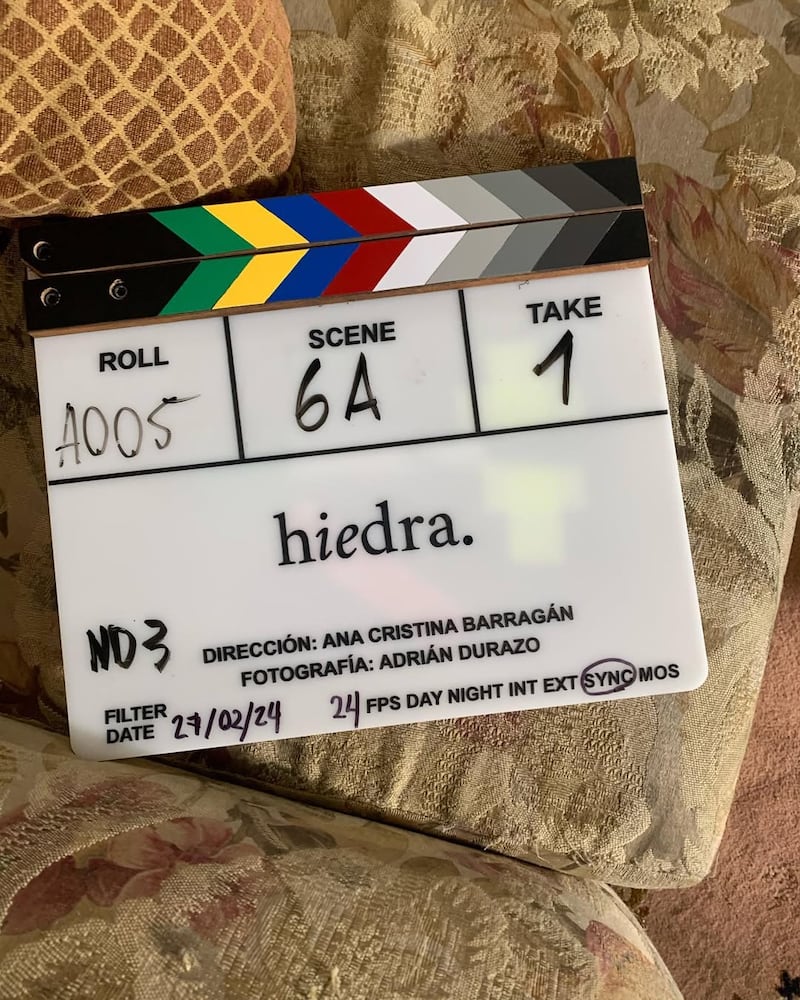 ROLL SCENE TAKE
A005 6A 1
hiedra.
ND3
DIRECCIÓN: ANA CRISTINA BARRAGÁN
FOTOGRAFÍA: ADRIÁN DURAZO
FILTER
DATE 27/02/24 24 FPS DAY NIGHT INT EXT SYNC MOS